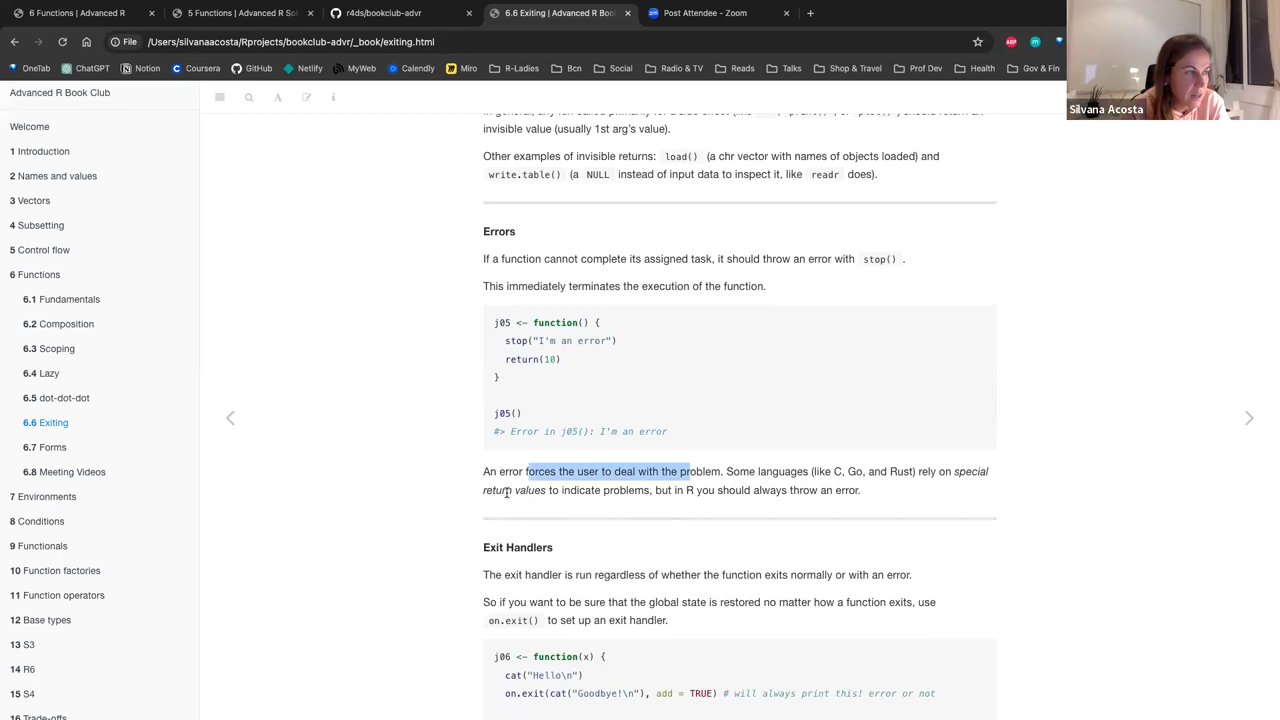 6 Functions | Advanced R
5 Functions | Advanced R Sol
r4ds/bookclub-advr
6.6 Exiting | Advanced R Boo
Post Attendee - Zoom
File
/Users/silvanaacosta/Rprojects/bookclub-advr/_book/exiting.html
OneTab
ChatGPT
Notion
Coursera
GitHub
Netlify
MyWeb
Calendly
Miro
R-Ladies
Bcn
Social
Radio & TV
Reads
Talks
Shop & Travel
Prof Dev
Health
Gov & Fin
Silvana Acosta
Advanced R Book Club
Welcome
1 Introduction
2 Names and values
3 Vectors
4 Subsetting
5 Control flow
6 Functions
6.1 Fundamentals
6.2 Composition
6.3 Scoping
6.4 Lazy
6.5 dot-dot-dot
6.6 Exiting
6.7 Forms
6.8 Meeting Videos
7 Environments
8 Conditions
9 Functionals
10 Function factories
11 Function operators
12 Base types
13 S3
14 R6
15 S4
16 Trade-offs
invisible value (usually 1st arg's value).
Other examples of invisible returns: load() (a chr vector with names of objects loaded) and
write.table() (a NULL instead of input data to inspect it, like readr does).
Errors
If a function cannot complete its assigned task, it should throw an error with stop() .
This immediately terminates the execution of the function.
j05 <- function() {
stop("I'm an error")
return(10)
}
j05()
#> Error in j05(): I'm an error
An error forces the user to deal with the problem. Some languages (like C, Go, and Rust) rely on special
return values to indicate problems, but in R you should always throw an error.
Exit Handlers
The exit handler is run regardless of whether the function exits normally or with an error.
So if you want to be sure that the global state is restored no matter how a function exits, use
on.exit() to set up an exit handler.
j06 <- function(x) {
cat("Hello\n")
on.exit(cat("Goodbye!\n"), add = TRUE) # will always print this! error or not